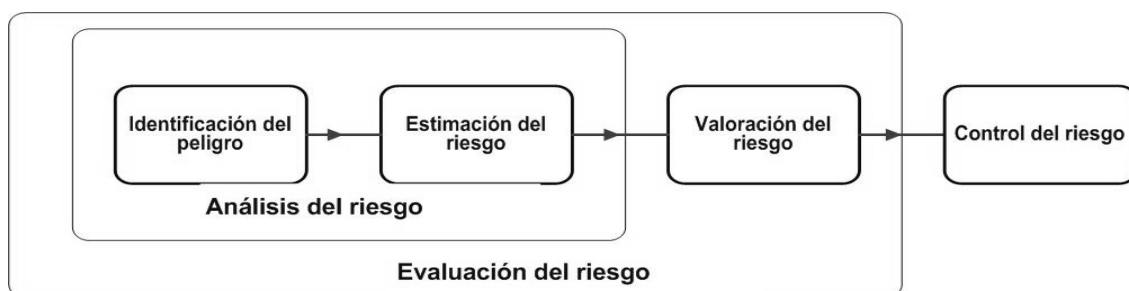 Identificación del
peligro
Estimación del
riesgo
Valoración del
riesgo
Control del riesgo
Análisis del riesgo
Evaluación del riesgo